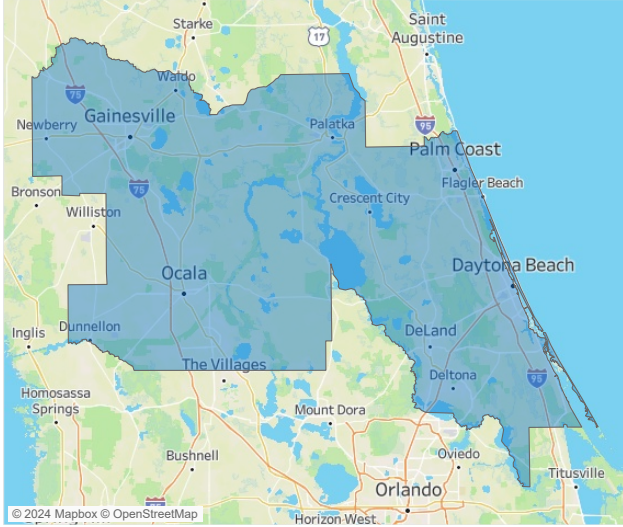 Starke
Saint
Augustine
17
Waldo
75
Gainesville
Newberry
Palatka
95
Palm Coast
Flagler Beach
75
Bronson
Williston
Crescent City
Ocala
Daytona Beach
Inglis
Dunnellon
DeLand
The Villages
Deltona
95
Homosassa
Springs
Mount Dora
Bushnell
Oviedo
Titusville
Orlando
© 2024 Mapbox © OpenStreetMap
Horizon West